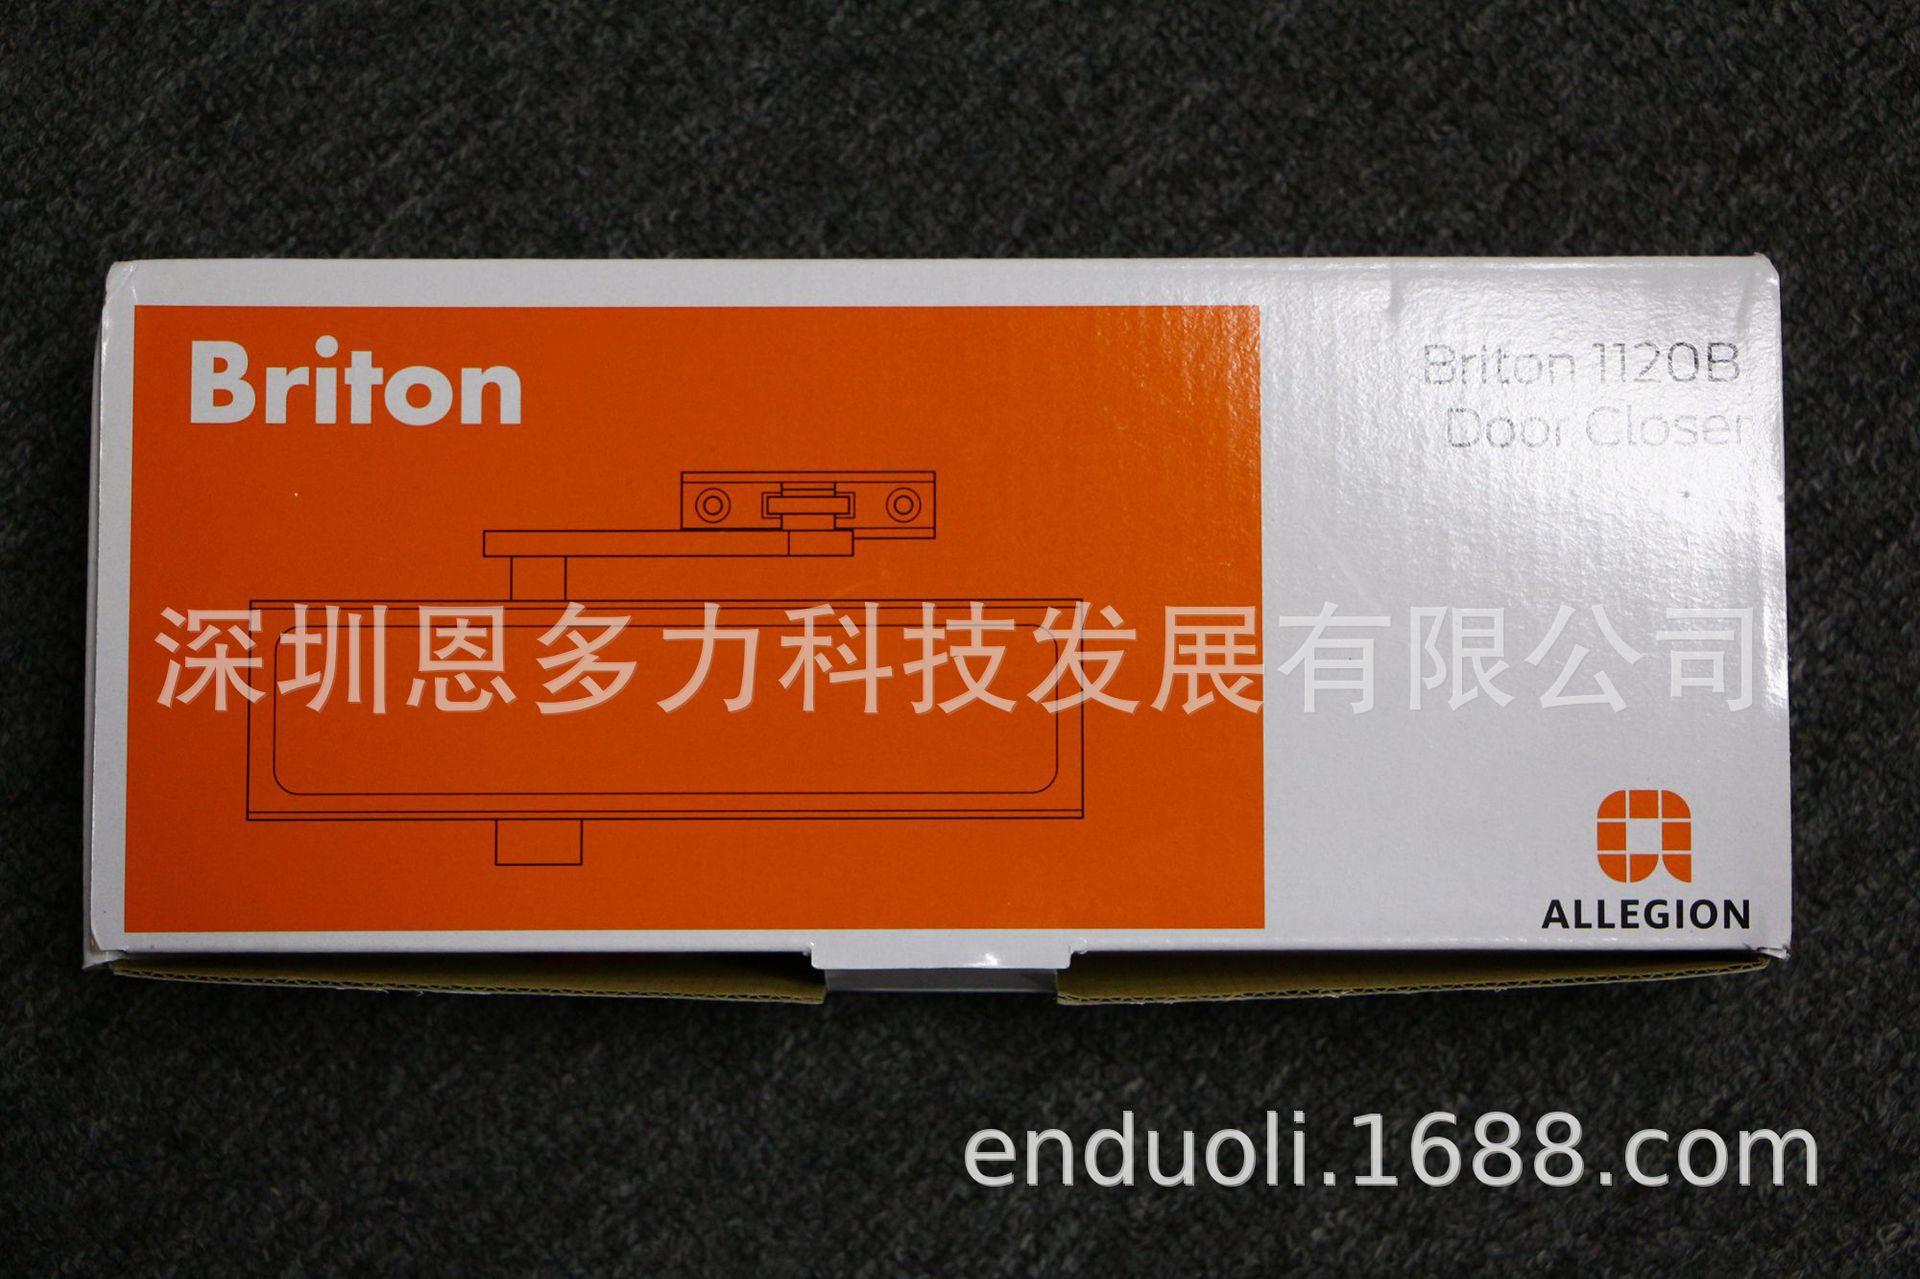 Briton
Briton 1120B
Door Closer
深圳恩多力科技发展有限公司
ALLEGION
enduoli.1688.com